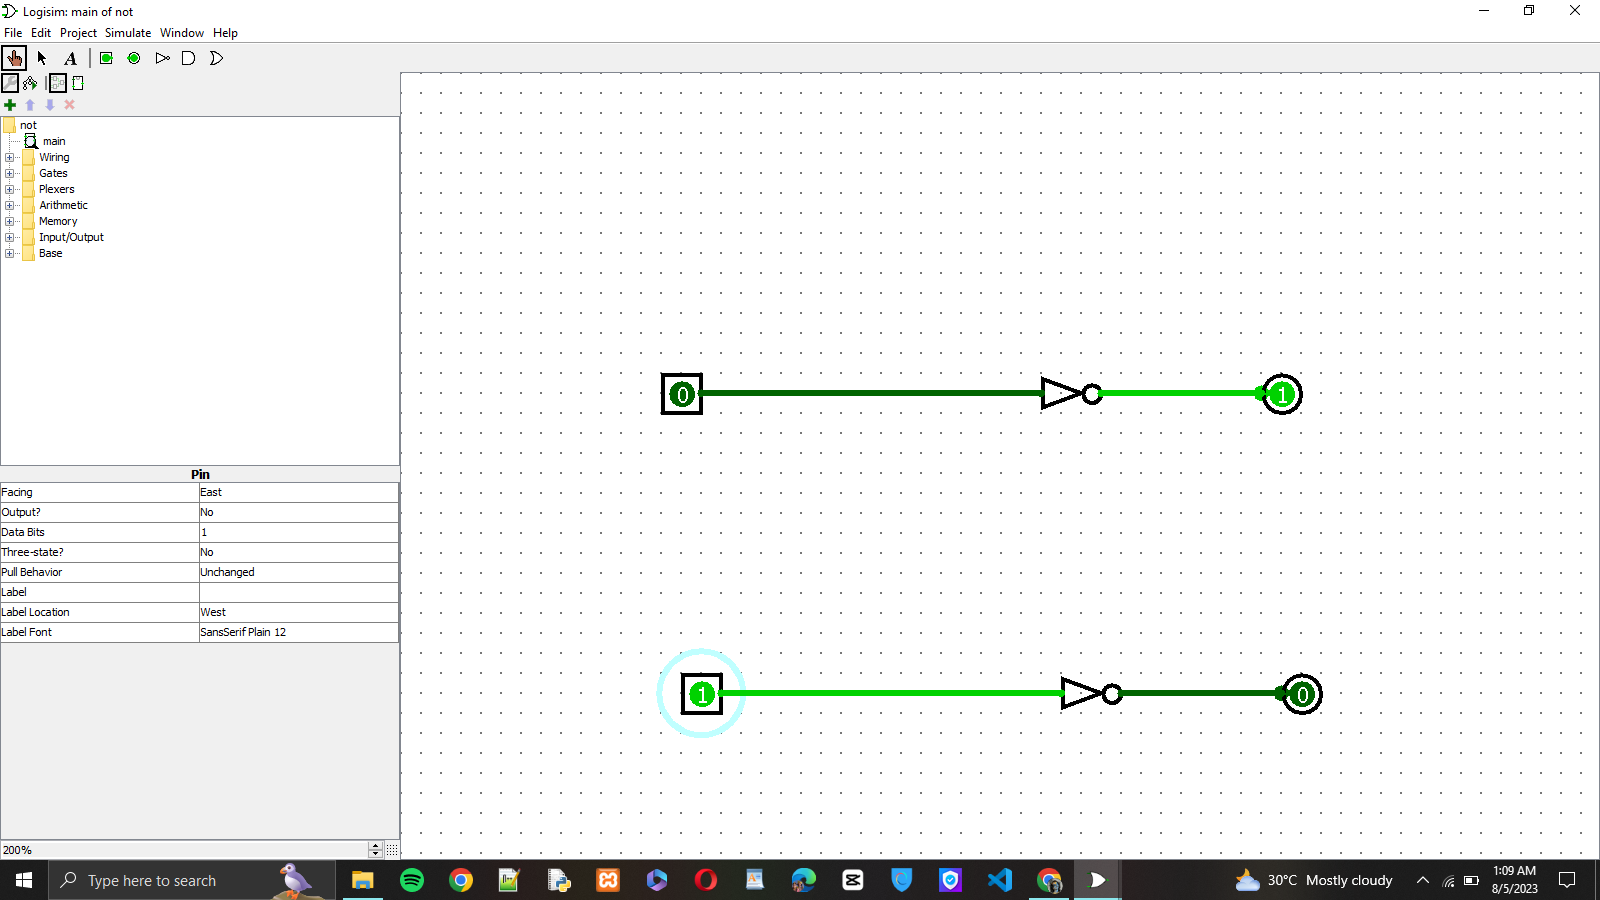 Logisim: main of not
File Edit Project Simulate Window Help
A
not
main
Wiring
Gates
Plexers
Arithmetic
Memory
Input/Output
Base
Pin
Facing East
Output? No
Data Bits 1
Three-state? No
Pull Behavior Unchanged
Label
Label Location West
Label Font SansSerif Plain 12
200%
0 1
1 0
Type here to search
30°C Mostly cloudy
1:09 AM
8/5/2023